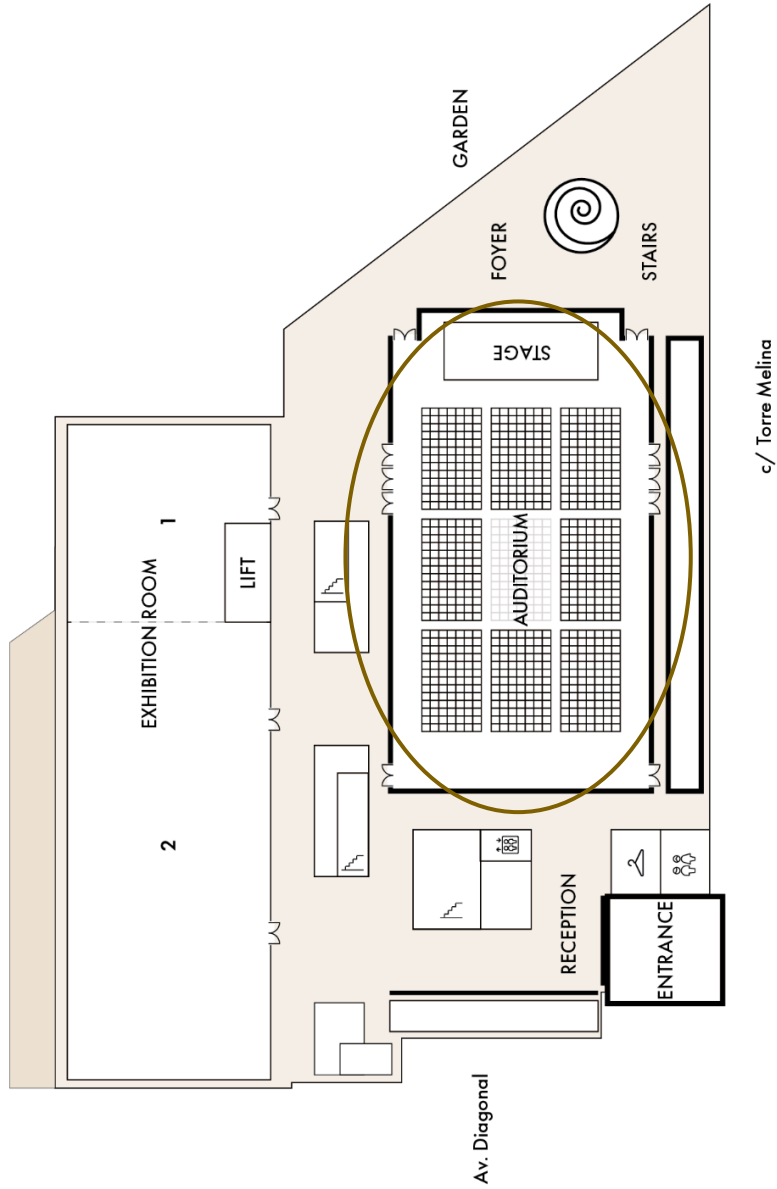 GARDEN
FOYER
STAIRS
STAGE
c/ Torre Melina
1
EXHIBITION ROOM
LIFT
AUDITORIUM
2
RECEPTION
ENTRANCE
Av. Diagonal